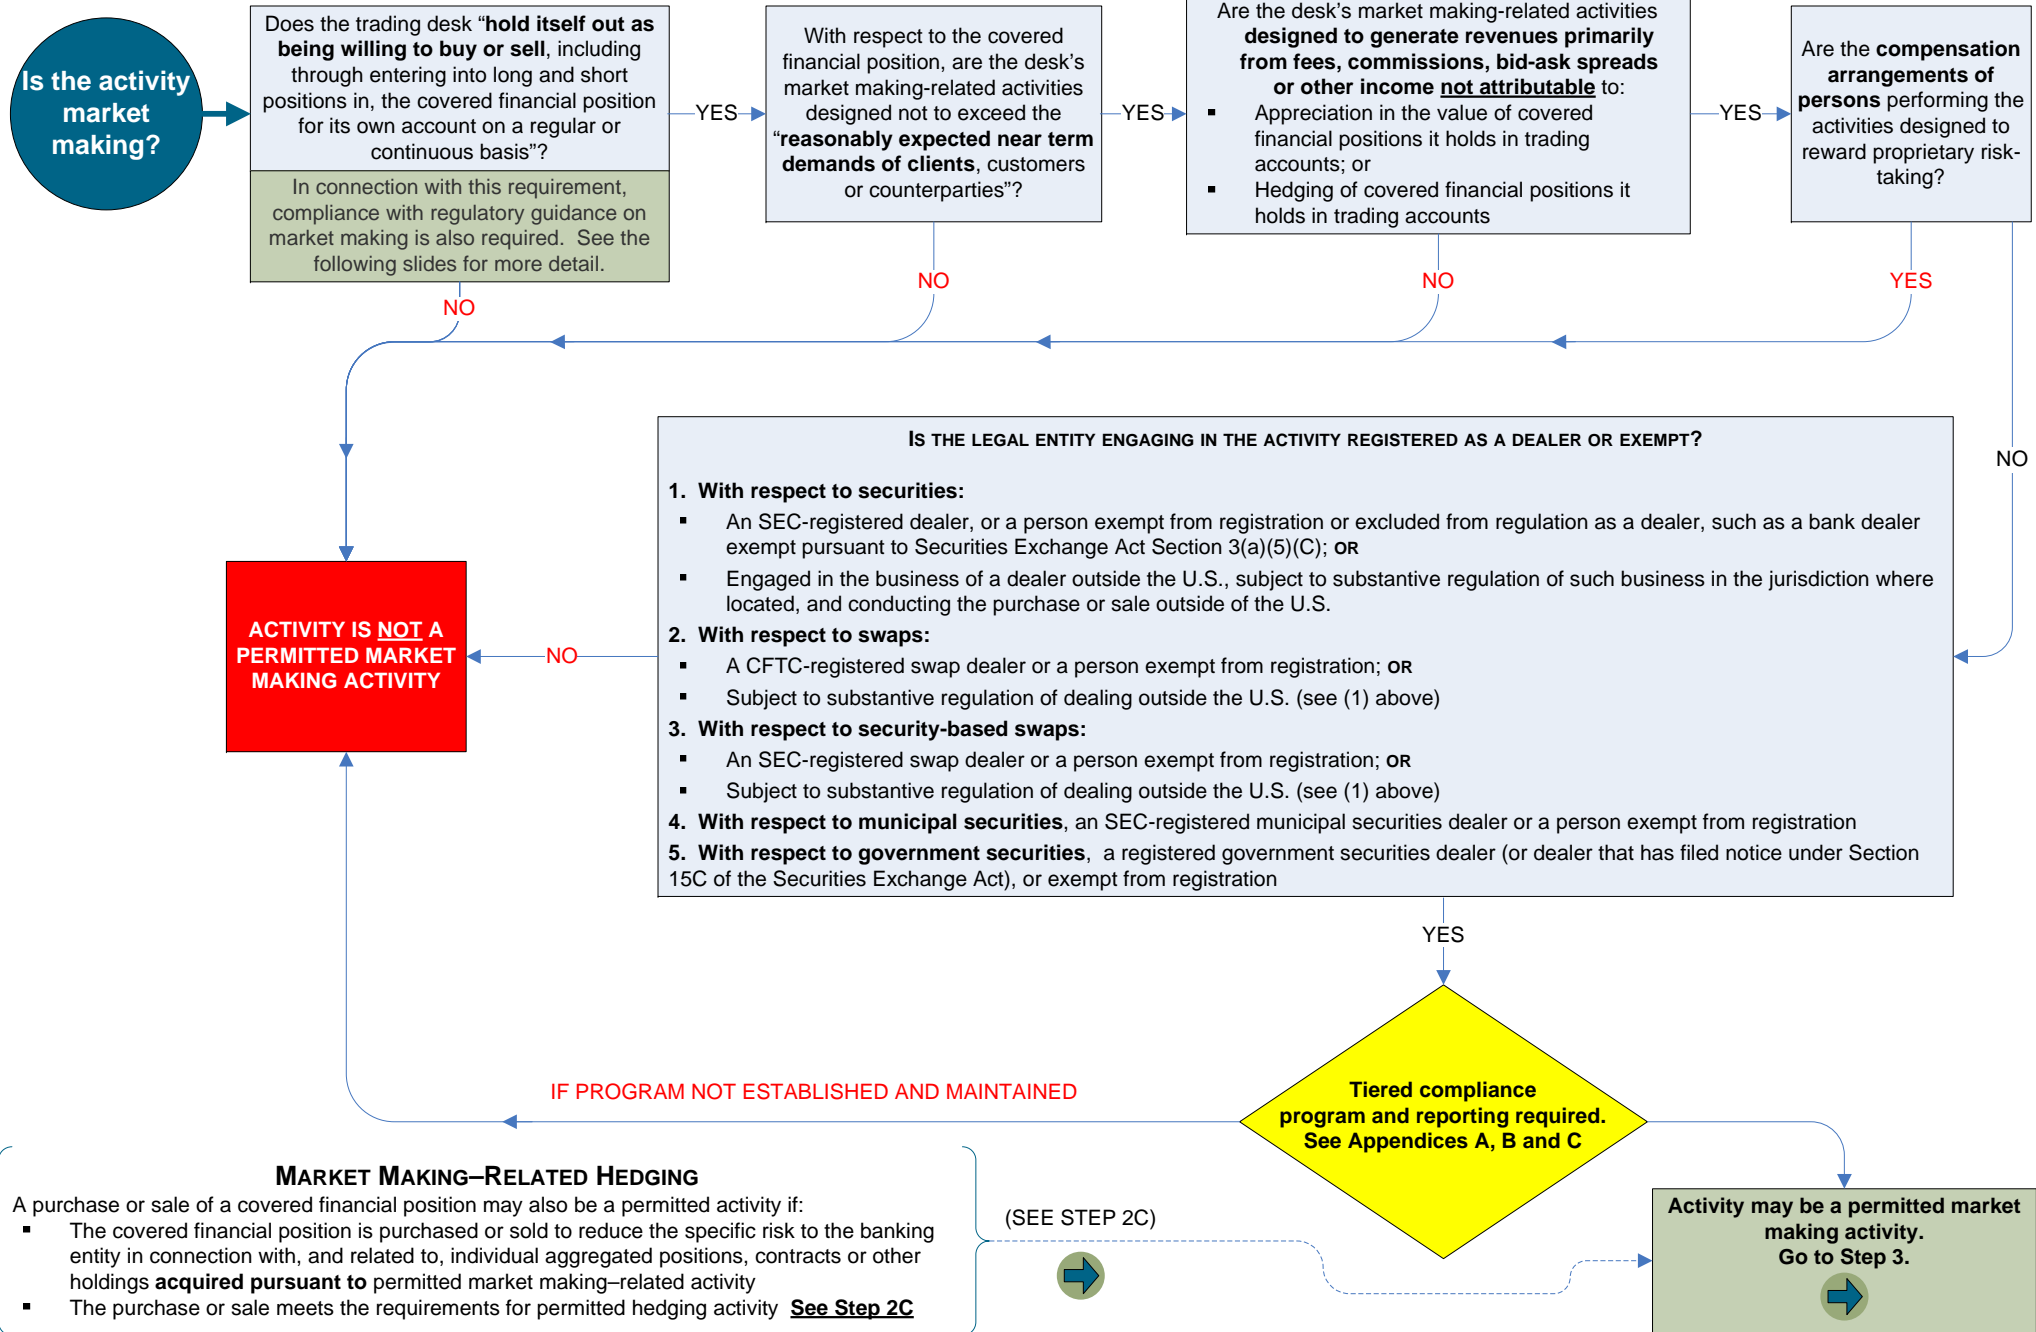 Is the activity
market
making?
Does the trading desk “hold itself out as
being willing to buy or sell, including
through entering into long and short
positions in, the covered financial position
for its own account on a regular or
continuous basis”?
In connection with this requirement,
compliance with regulatory guidance on
market making is also required.  See the
following slides for more detail.
YES
With respect to the covered
financial position, are the desk’s
market making-related activities
designed not to exceed the
“reasonably expected near term
demands of clients, customers
or counterparties”?
YES
Are the desk’s market making-related activities
designed to generate revenues primarily
from fees, commissions, bid-ask spreads
or other income not attributable to:
▪ Appreciation in the value of covered
financial positions it holds in trading
accounts; or
▪ Hedging of covered financial positions it
holds in trading accounts
YES
Are the compensation
arrangements of
persons performing the
activities designed to
reward proprietary risk-
taking?
NO
NO
NO
YES
NO
IS THE LEGAL ENTITY ENGAGING IN THE ACTIVITY REGISTERED AS A DEALER OR EXEMPT?
1.  With respect to securities:
▪ An SEC-registered dealer, or a person exempt from registration or excluded from regulation as a dealer, such as a bank dealer
exempt pursuant to Securities Exchange Act Section 3(a)(5)(C); OR
▪ Engaged in the business of a dealer outside the U.S., subject to substantive regulation of such business in the jurisdiction where
located, and conducting the purchase or sale outside of the U.S.
2.  With respect to swaps:
▪ A CFTC-registered swap dealer or a person exempt from registration; OR
▪ Subject to substantive regulation of dealing outside the U.S. (see (1) above)
3.  With respect to security-based swaps:
▪ An SEC-registered swap dealer or a person exempt from registration; OR
▪ Subject to substantive regulation of dealing outside the U.S. (see (1) above)
4.  With respect to municipal securities, an SEC-registered municipal securities dealer or a person exempt from registration
5.  With respect to government securities,  a registered government securities dealer (or dealer that has filed notice under Section
15C of the Securities Exchange Act), or exempt from registration
NO
ACTIVITY IS NOT A
PERMITTED MARKET
MAKING ACTIVITY
YES
Tiered compliance
program and reporting required.
See Appendices A, B and C
IF PROGRAM NOT ESTABLISHED AND MAINTAINED
MARKET MAKING–RELATED HEDGING
A purchase or sale of a covered financial position may also be a permitted activity if:
▪ The covered financial position is purchased or sold to reduce the specific risk to the banking
entity in connection with, and related to, individual aggregated positions, contracts or other
holdings acquired pursuant to permitted market making–related activity
▪ The purchase or sale meets the requirements for permitted hedging activity  See Step 2C
(SEE STEP 2C)
Activity may be a permitted market
making activity.
Go to Step 3.